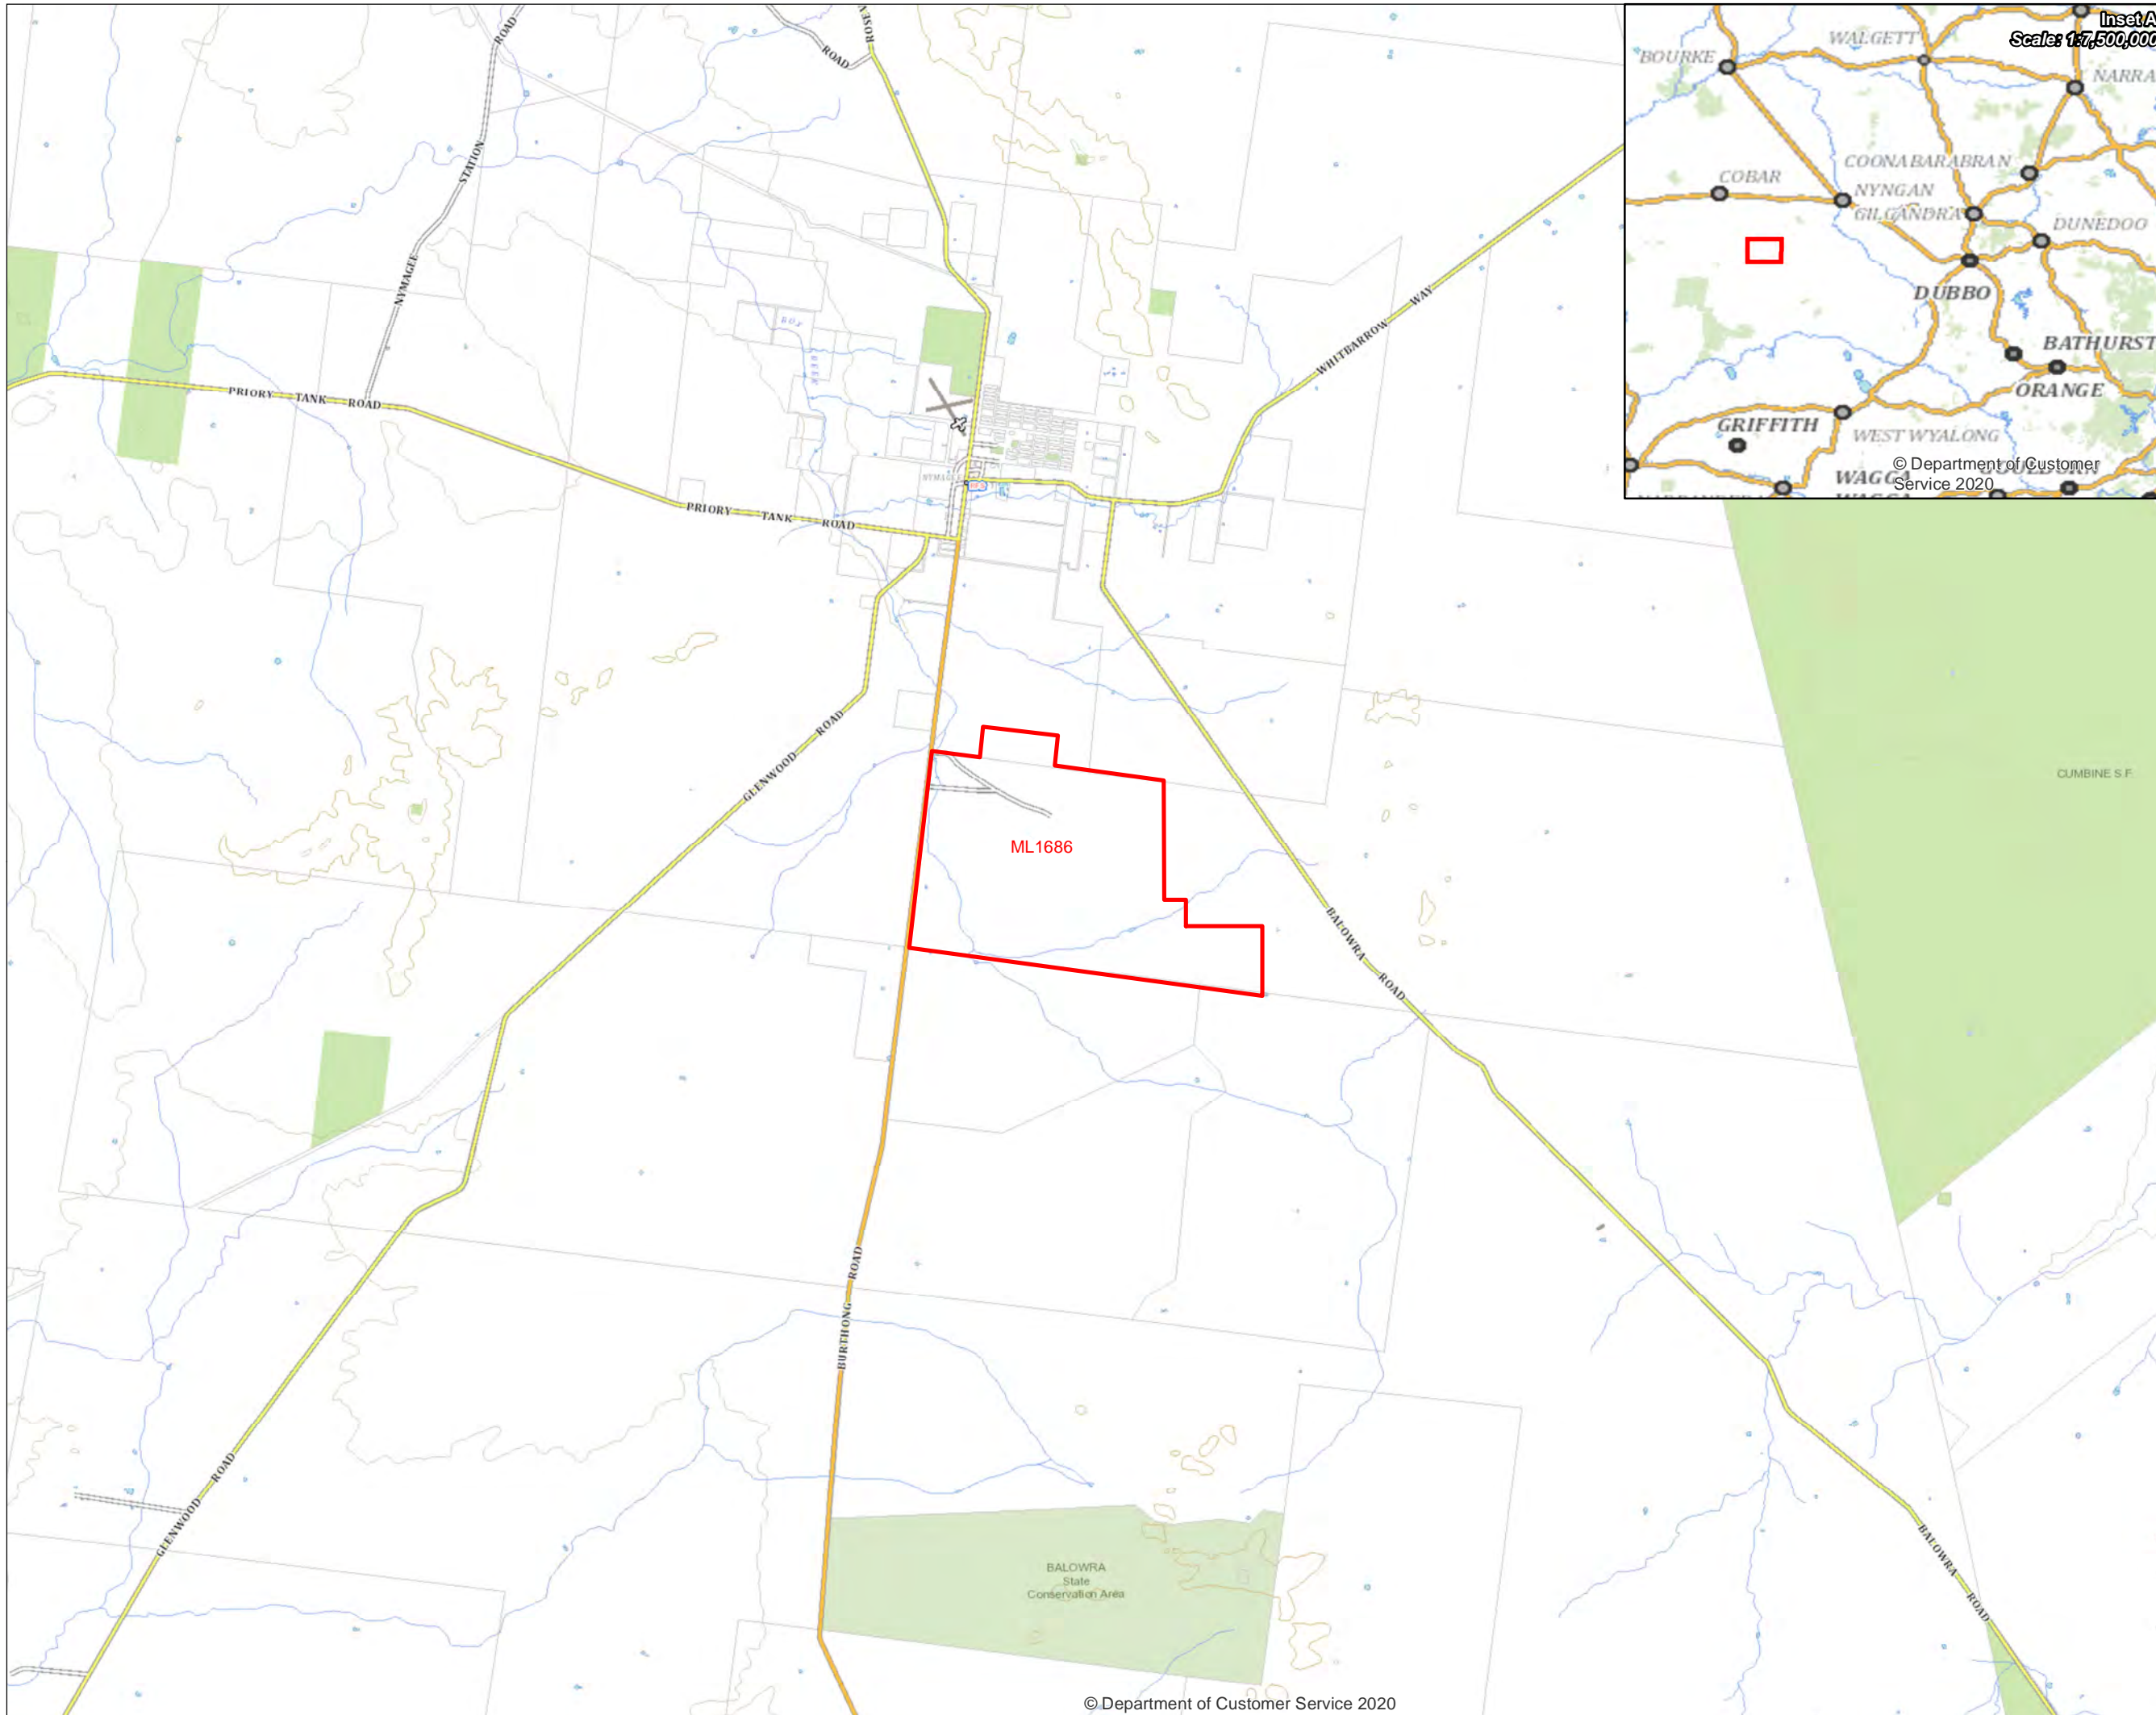 ROAD
ROAD
Inset A
Scale: 1:7,500,000
WALGETT
BOURKE
NARRA
COONABARABRAN
COBAR
NYNGAN
GILGANDRA
DUNEDOO
DUBBO
BATHURST
ORANGE
GRIFFITH
WEST WYALONG
WAGGA
© Department of Customer
Service 2020
STATION
NYMAGEE
BOX
CREEK
WHITBARROW WAY
PRIORY TANK ROAD
NYMAGEE
PRIORY TANK ROAD
GLENWOOD ROAD
CUMBINE S.F.
ML1686
BALOWRA ROAD
BURTHONG ROAD
GLENWOOD ROAD
BALOWRA
State
Conservation Area
BALOWRA ROAD
© Department of Customer Service 2020